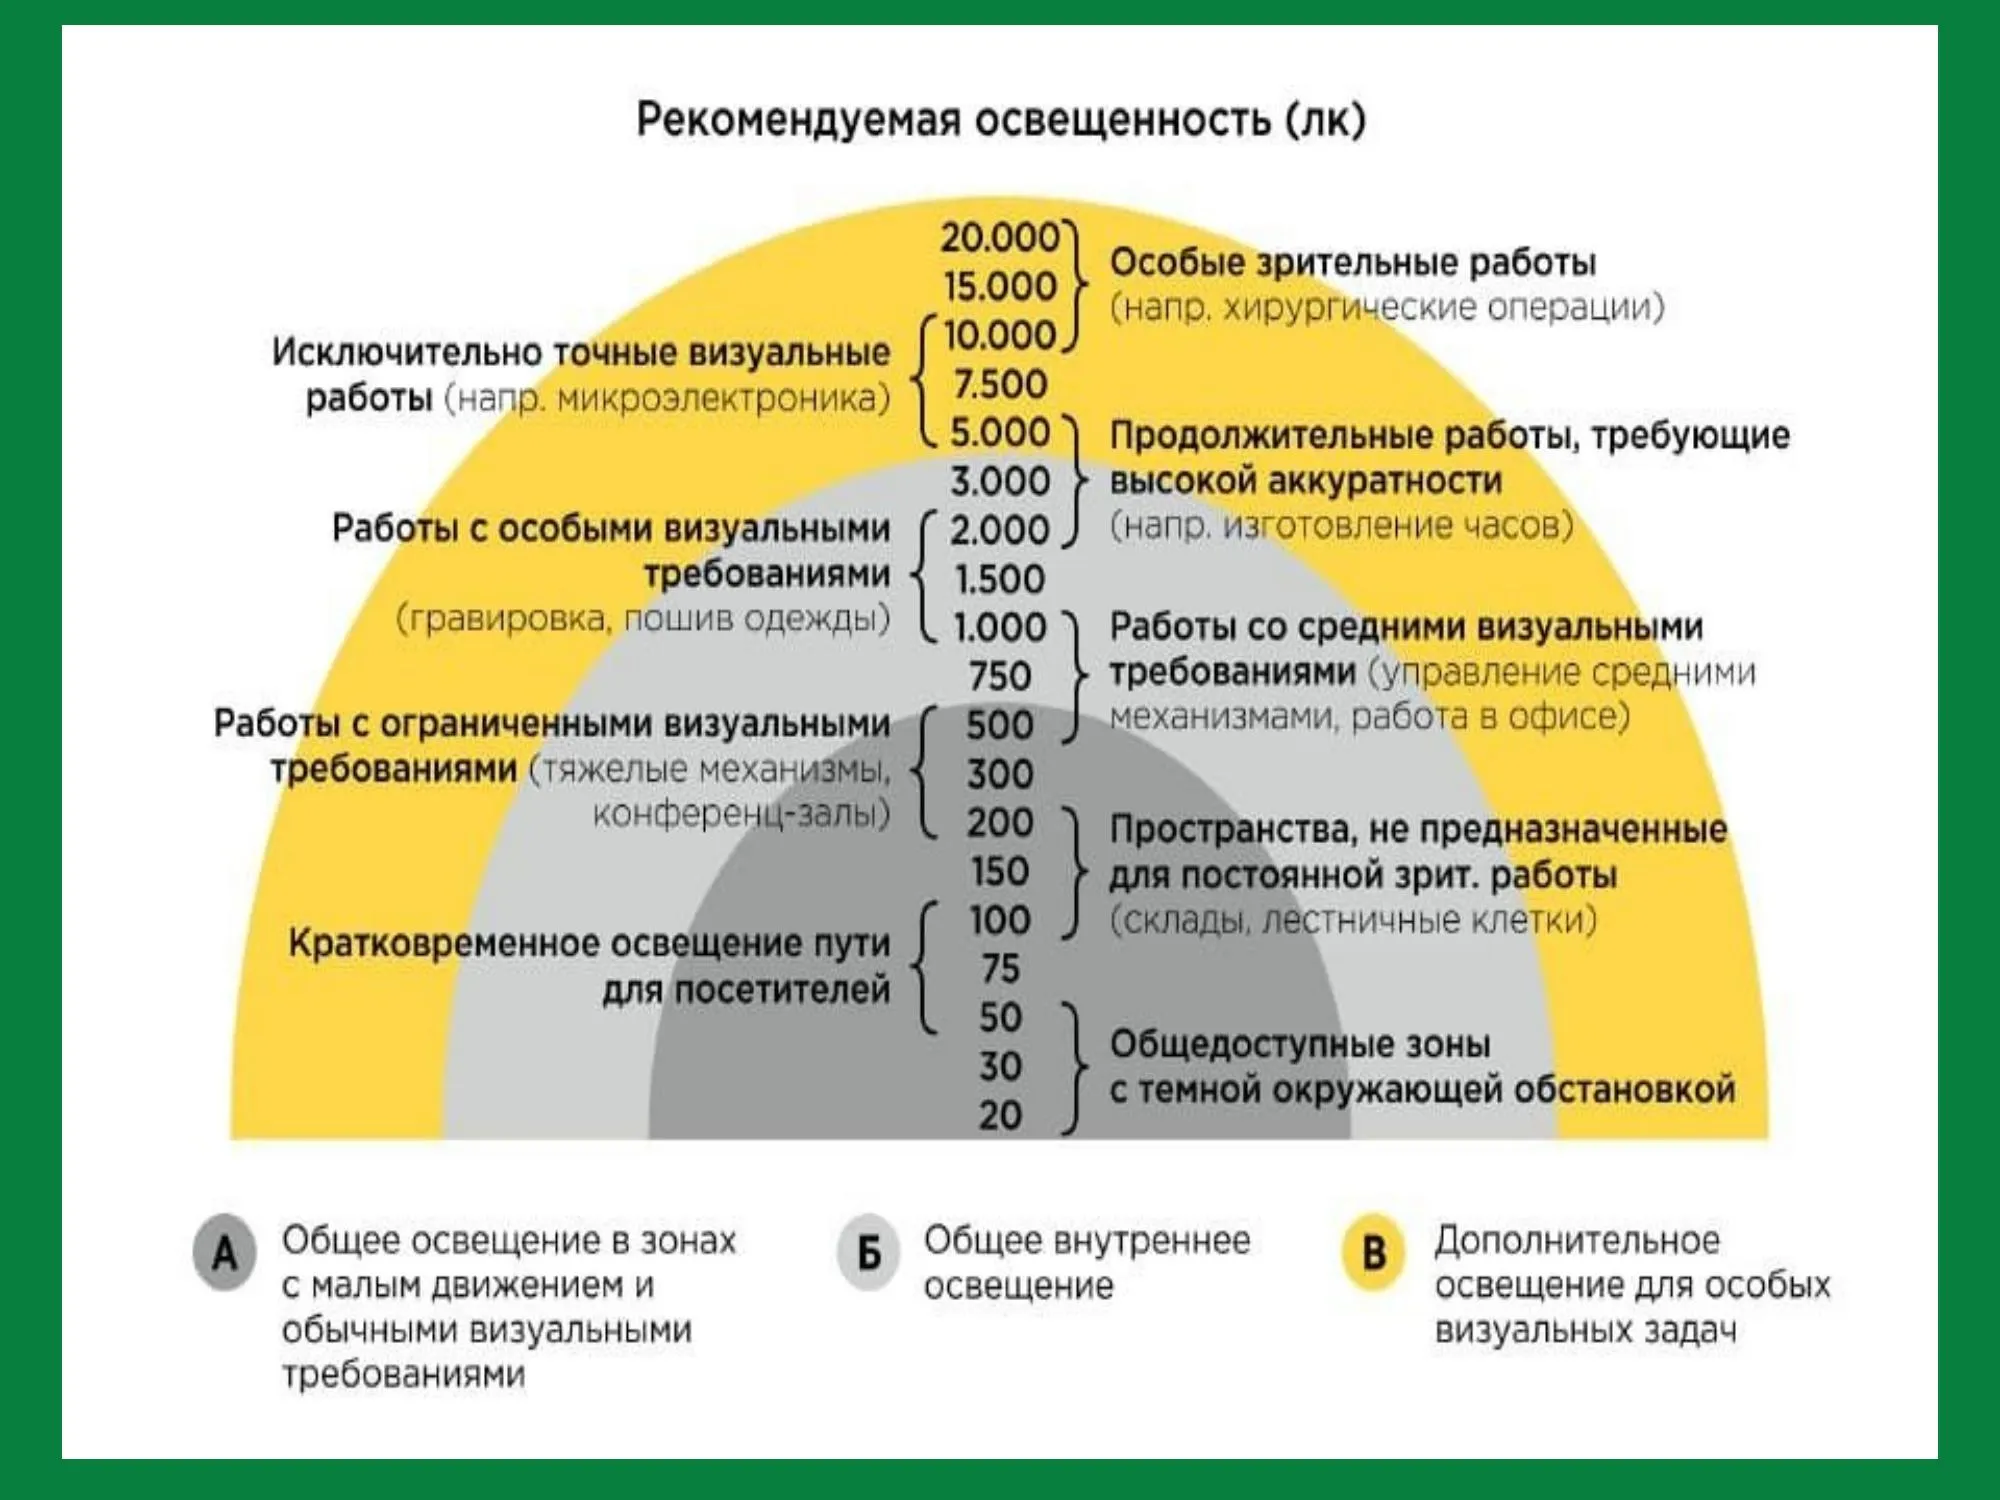 Рекомендуемая освещенность (лк)
20.000
15.000
10.000
7.500
5.000
3.000
2.000
1.500
1.000
750
500
300
200
150
100
75
50
30
20
Особые зрительные работы
(напр. хирургические операции)
Исключительно точные визуальные
работы (напр. микроэлектроника)
Продолжительные работы, требующие
высокой аккуратности
(напр. изготовление часов)
Работы с особыми визуальными
требованиями
(гравировка, пошив одежды)
Работы со средними визуальными
требованиями (управление средними
механизмами, работа в офисе)
Работы с ограниченными визуальными
требованиями (тяжелые механизмы,
конференц-залы)
Пространства, не предназначенные
для постоянной зрит. работы
(склады, лестничные клетки)
Кратковременное освещение пути
для посетителей
Общедоступные зоны
с темной окружающей обстановкой
А
Общее освещение в зонах
с малым движением и
обычными визуальными
требованиями
Б
Общее внутреннее
освещение
В
Дополнительное
освещение для особых
визуальных задач